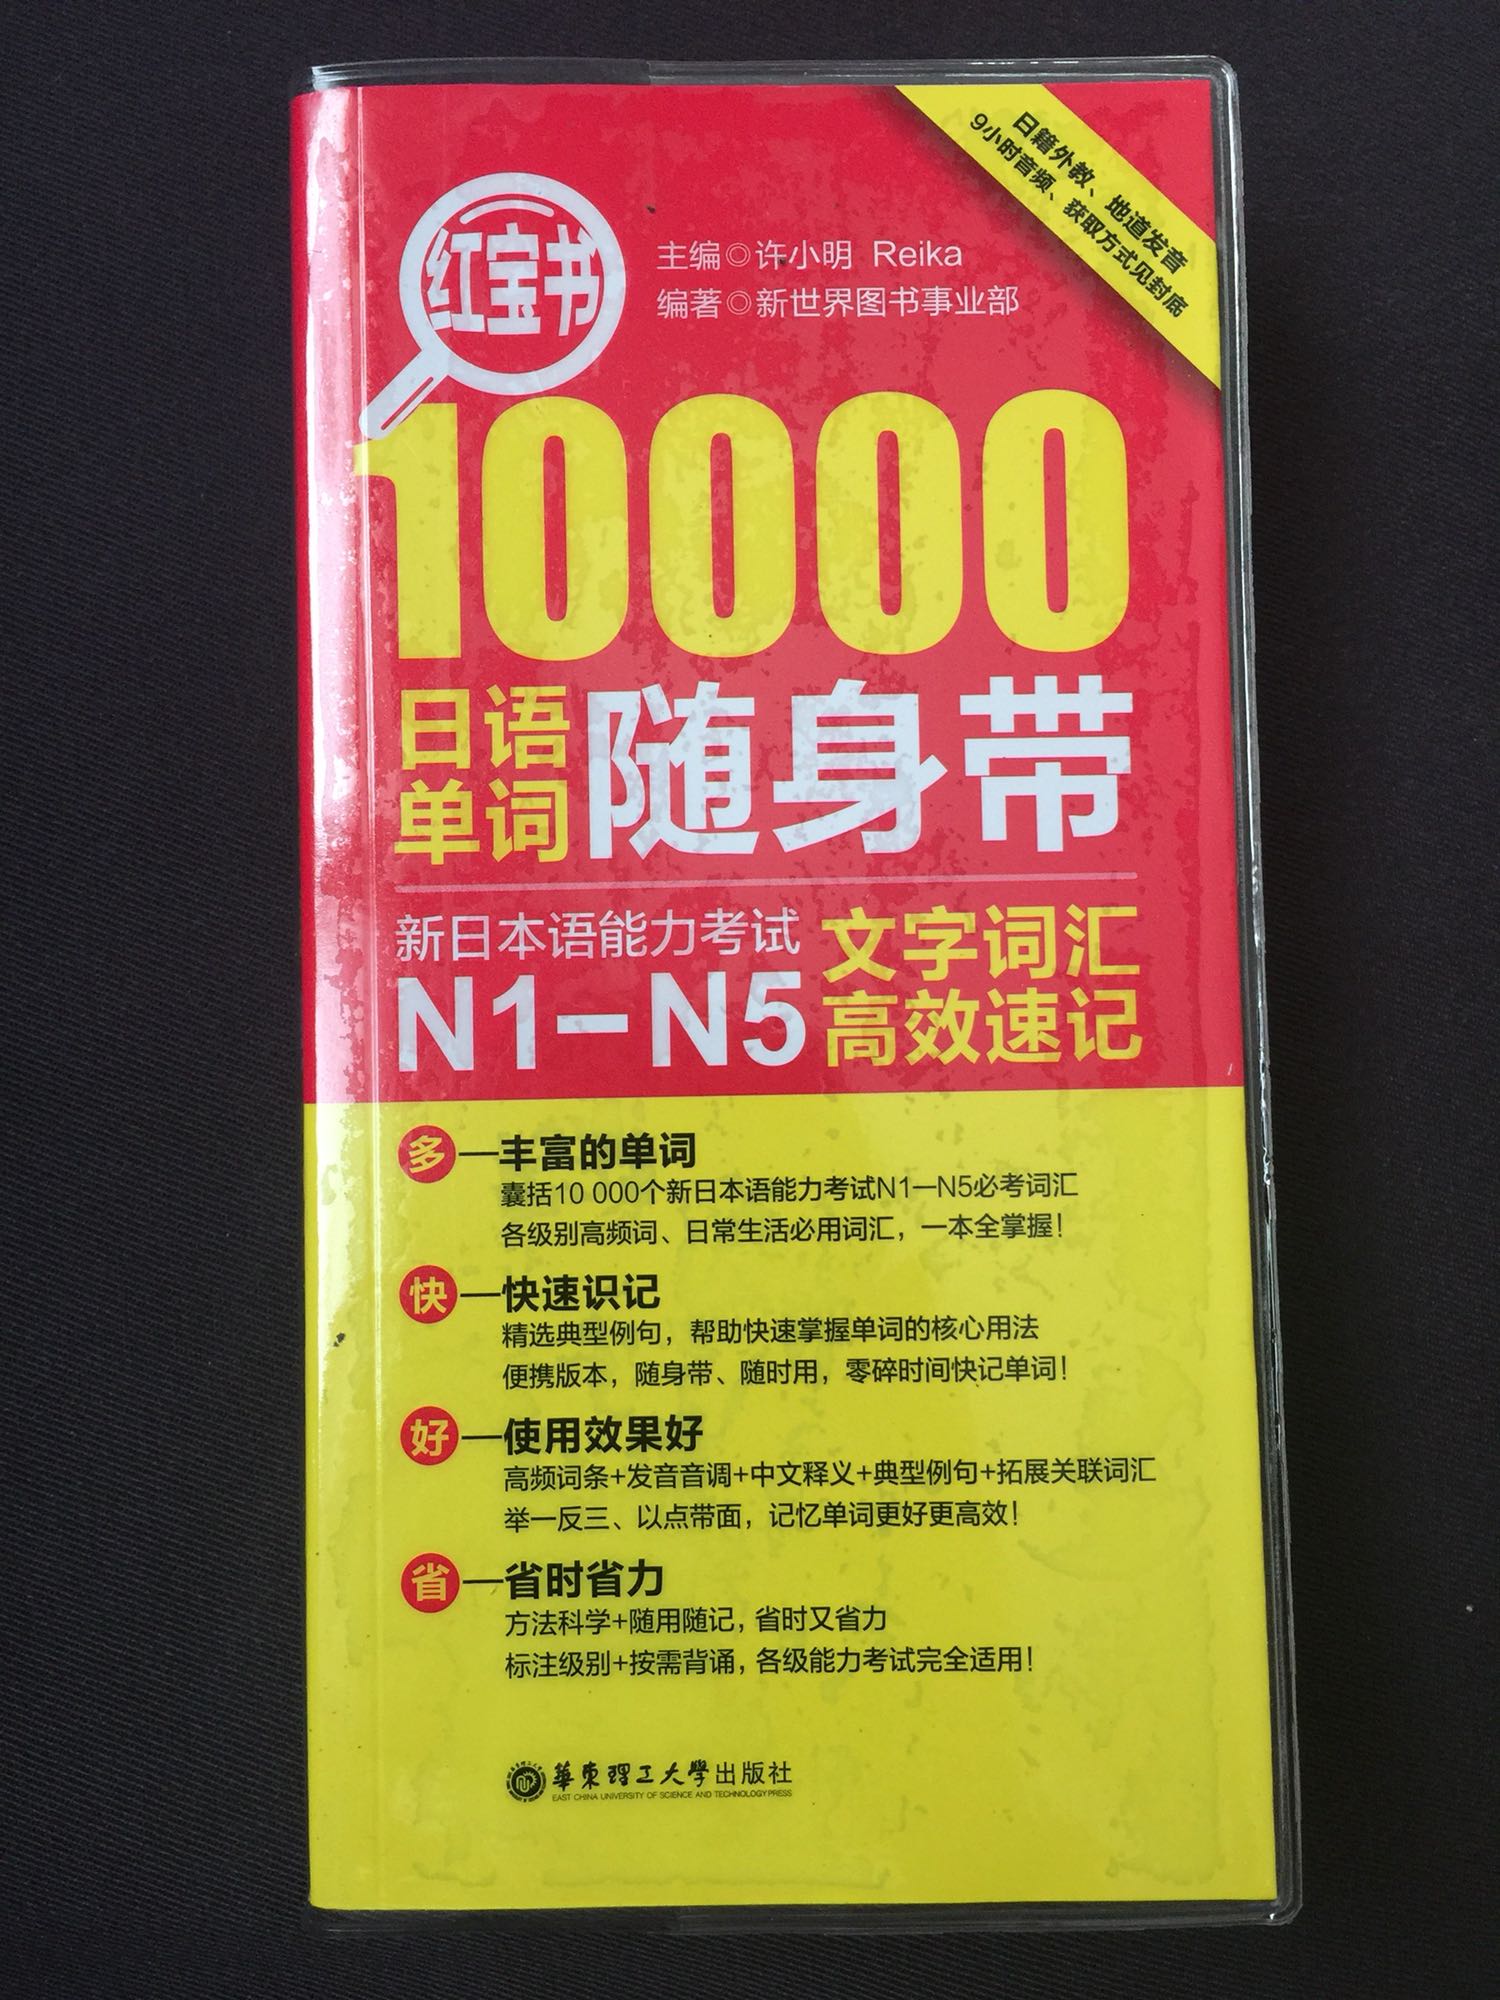 日籍外教、地道发音
9小时音频、获取方式见封底
红宝书
主编◎许小明 Reika
编著◎新世界图书事业部
10000
日语
单词
随身带
新日本语能力考试
N1-N5
文字词汇
高效速记
多—丰富的单词
囊括10 000个新日本语能力考试N1—N5必考词汇
各级别高频词、日常生活必用词汇，一本全掌握！
快—快速识记
精选典型例句，帮助快速掌握单词的核心用法
便携版本，随身带、随时用，零碎时间快记单词！
好—使用效果好
高频词条+发音音调+中文释义+典型例句+拓展关联词汇
举一反三、以点带面，记忆单词更好更高效！
省—省时省力
方法科学+随用随记，省时又省力
标注级别+按需背诵，各级能力考试完全适用！
華東理工大學出版社
EAST CHINA UNIVERSITY OF SCIENCE AND TECHNOLOGY PRESS